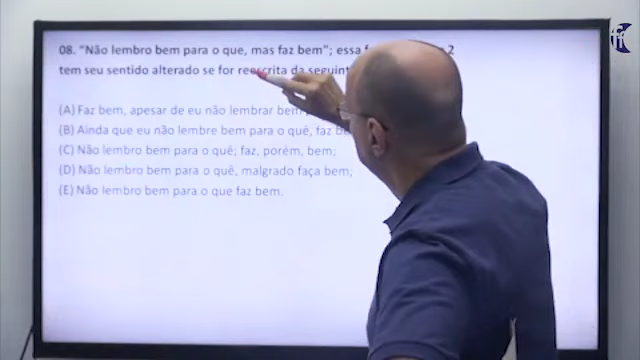 08. "Não lembro bem para o que, mas faz bem"; essa 2
tem seu sentido alterado se for reescrita da
(A) Faz bem, apesar de eu não lembrar bem
(B) Ainda que eu não lembre bem para o quê, faz
(C) Não lembro bem para o quê; faz, porém, bem;
(D) Não lembro bem para o quê, malgrado faça bem;
(E) Não lembro bem para o que faz bem.